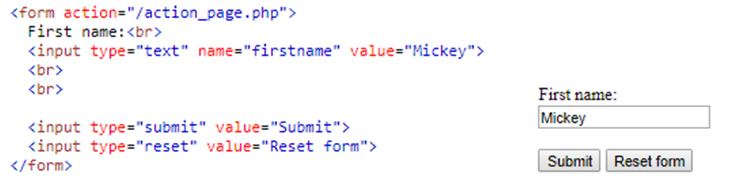 <form action="/action_page.php">
First name:<br>
<input type="text" name="firstname" value="Mickey">
<br>
<br>
<input type="submit" value="Submit">
<input type="reset" value="Reset form">
</form>
First name:
Mickey
Submit Reset form